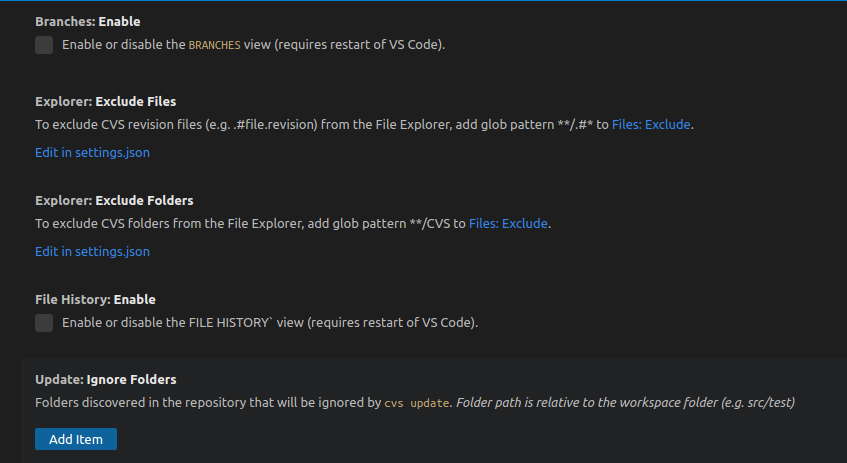 Branches: Enable
Enable or disable the BRANCHES view (requires restart of VS Code).
Explorer: Exclude Files
To exclude CVS revision files (e.g. .#file.revision) from the File Explorer, add glob pattern **/.#* to Files: Exclude.
Edit in settings.json
Explorer: Exclude Folders
To exclude CVS folders from the File Explorer, add glob pattern **/CVS to Files: Exclude.
Edit in settings.json
File History: Enable
Enable or disable the FILE HISTORY` view (requires restart of VS Code).
Update: Ignore Folders
Folders discovered in the repository that will be ignored by cvs update. Folder path is relative to the workspace folder (e.g. src/test)
Add Item